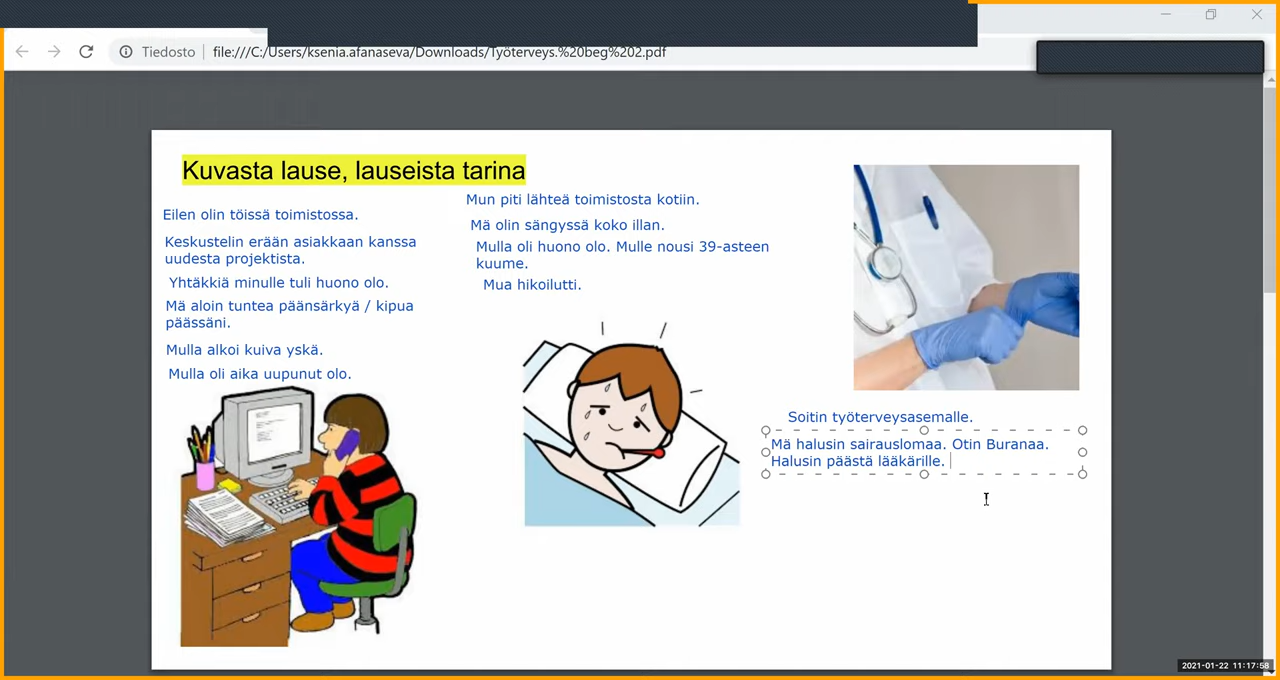 Tiedosto
file:///C:/Users/ksenia.afanaseva/Downloads/Työterveys.%20beg%202.pdf
Kuvasta lause, lauseista tarina
Eilen olin töissä toimistossa.
Keskustelin erään asiakkaan kanssa
uudesta projektista.
Yhtäkkiä minulle tuli huono olo.
Mä aloin tuntea päänsärkyä / kipua
päässäni.
Mulla alkoi kuiva yskä.
Mulla oli aika uupunut olo.
Mun piti lähteä toimistosta kotiin.
Mä olin sängyssä koko illan.
Mulla oli huono olo. Mulle nousi 39-asteen
kuume.
Mua hikoilutti.
Soitin työterveysasemalle.
Mä halusin sairauslomaa. Otin Buranaa.
Halusin päästä lääkärille.
2021-01-22 11:17:58